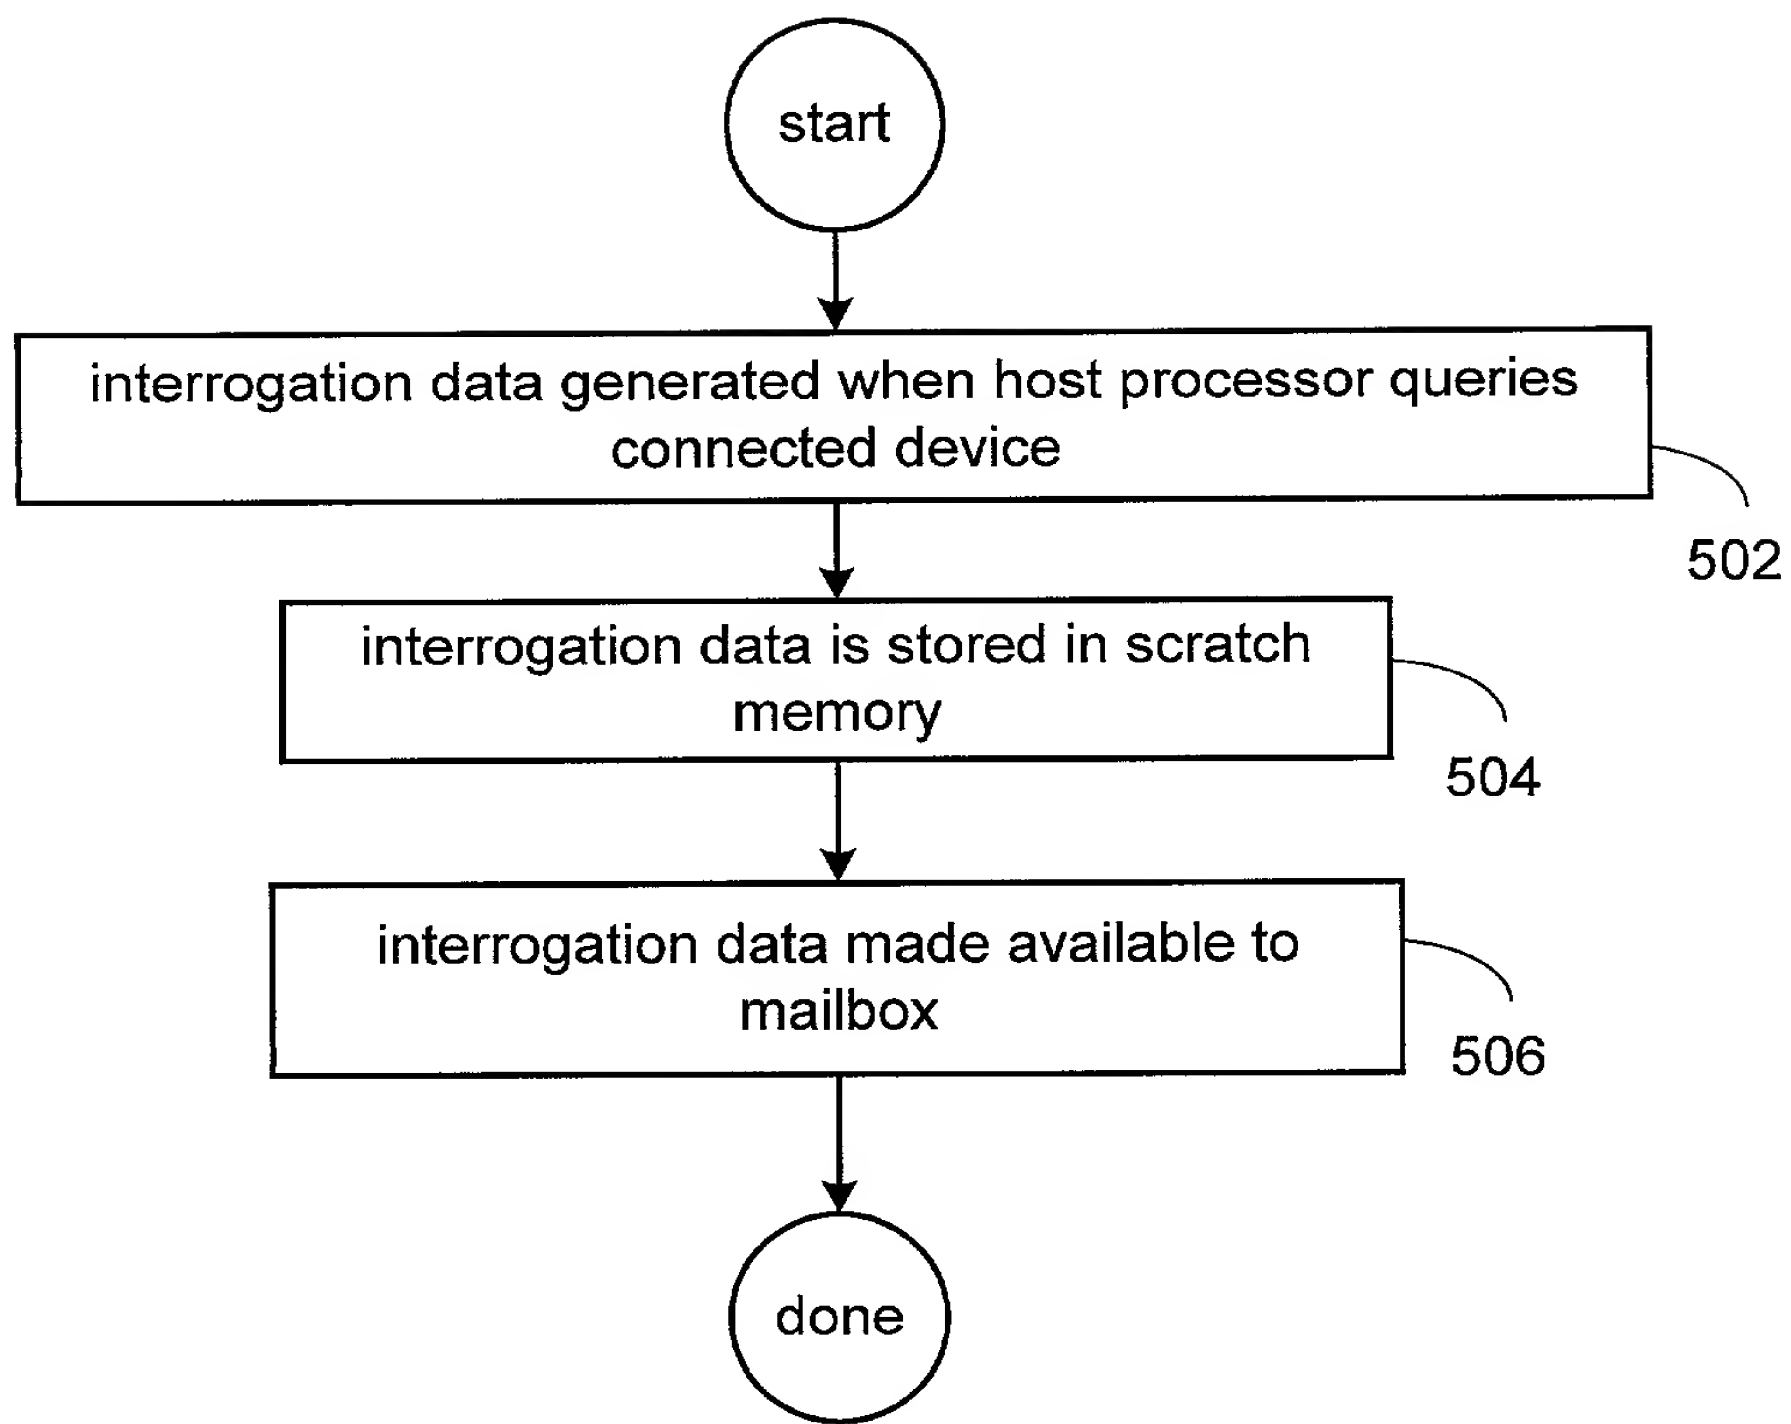 start
interrogation data generated when host processor queries
connected device
502
interrogation data is stored in scratch
memory
504
interrogation data made available to
mailbox
506
done